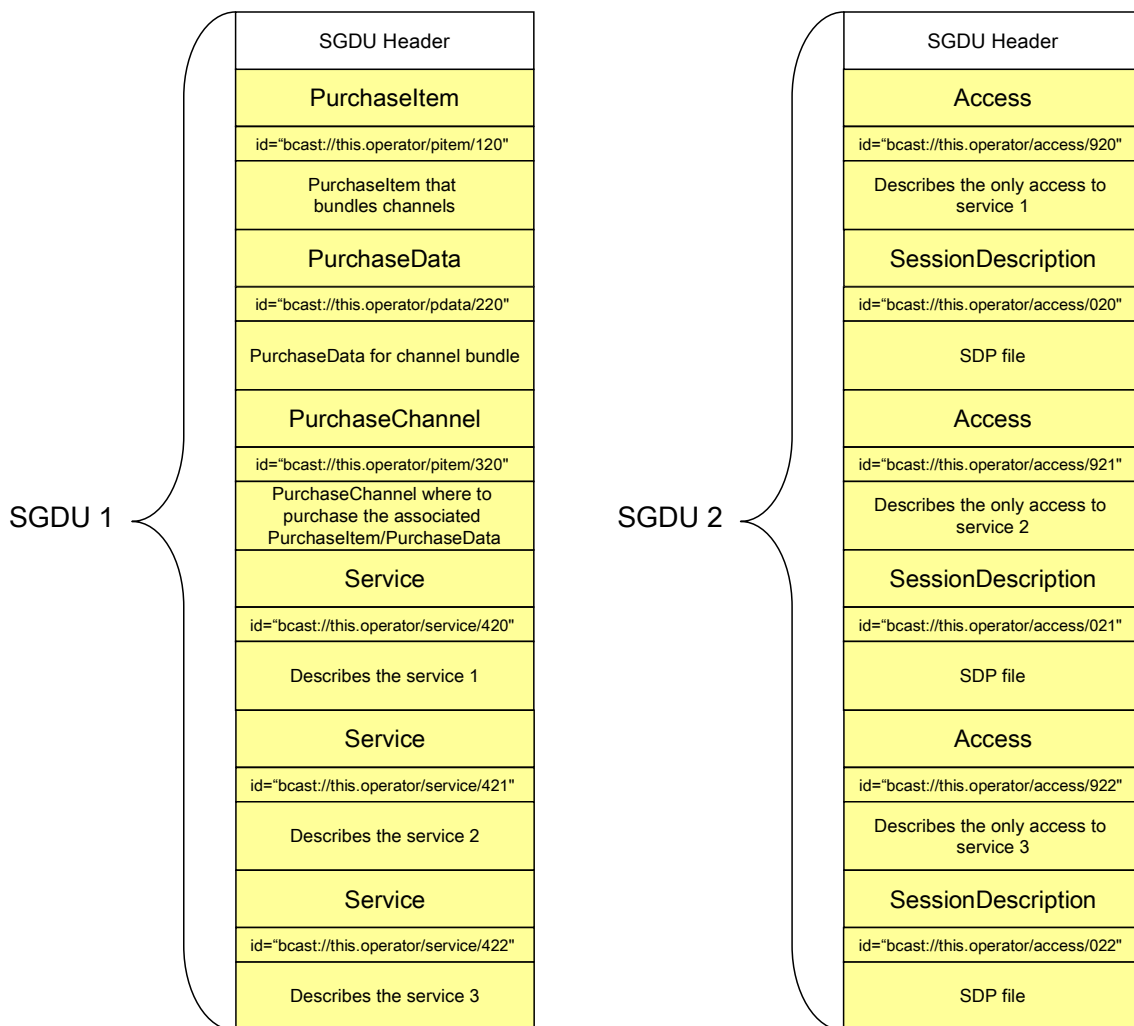 SGDU 1
SGDU Header
PurchaseItem
id=“bcast://this.operator/pitem/120"
PurchaseItem that
bundles channels
PurchaseData
id=“bcast://this.operator/pdata/220"
PurchaseData for channel bundle
PurchaseChannel
id=“bcast://this.operator/pitem/320"
PurchaseChannel where to
purchase the associated
PurchaseItem/PurchaseData
Service
id=“bcast://this.operator/service/420"
Describes the service 1
Service
id=“bcast://this.operator/service/421"
Describes the service 2
Service
id=“bcast://this.operator/service/422"
Describes the service 3
SGDU 2
SGDU Header
Access
id=“bcast://this.operator/access/920"
Describes the only access to
service 1
SessionDescription
id=“bcast://this.operator/access/020"
SDP file
Access
id=“bcast://this.operator/access/921"
Describes the only access to
service 2
SessionDescription
id=“bcast://this.operator/access/021"
SDP file
Access
id=“bcast://this.operator/access/922"
Describes the only access to
service 3
SessionDescription
id=“bcast://this.operator/access/022"
SDP file